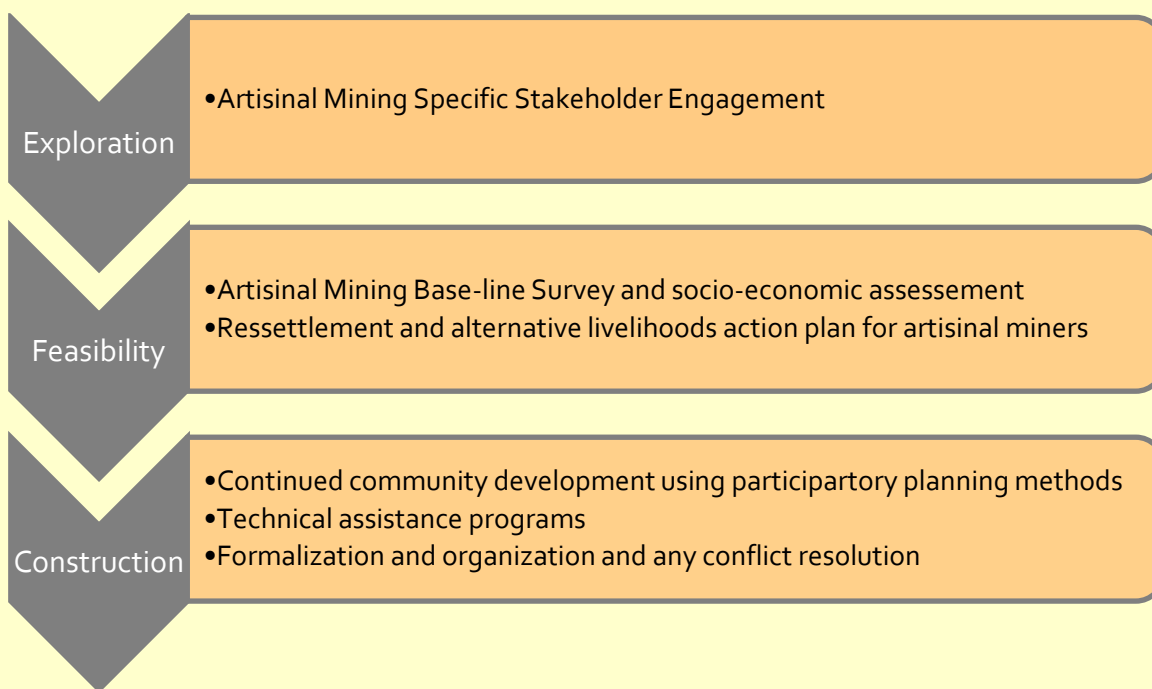 Exploration
•Artisinal Mining Specific Stakeholder Engagement
Feasibility
•Artisinal Mining Base-line Survey and socio-economic assessement
•Ressettlement and alternative livelihoods action plan for artisinal miners
Construction
•Continued community development using participartory planning methods
•Technical assistance programs
•Formalization and organization and any conflict resolution